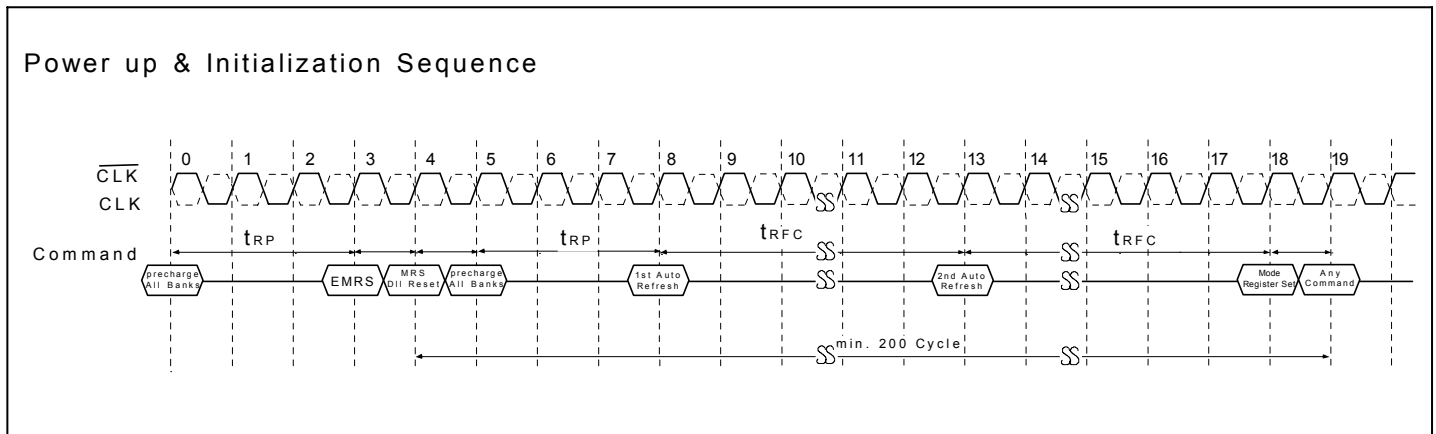 Power up & Initialization Sequence
0 1 2 3 4 5 6 7 8 9 10 11 12 13 14 15 16 17 18 19
CLK
CLK
tRP tRP tRFC tRFC
Command
precharge All Banks
EMRS
MRS Dll Reset
precharge All Banks
1st Auto Refresh
2nd Auto Refresh
Mode Register Set
Any Command
min. 200 Cycle